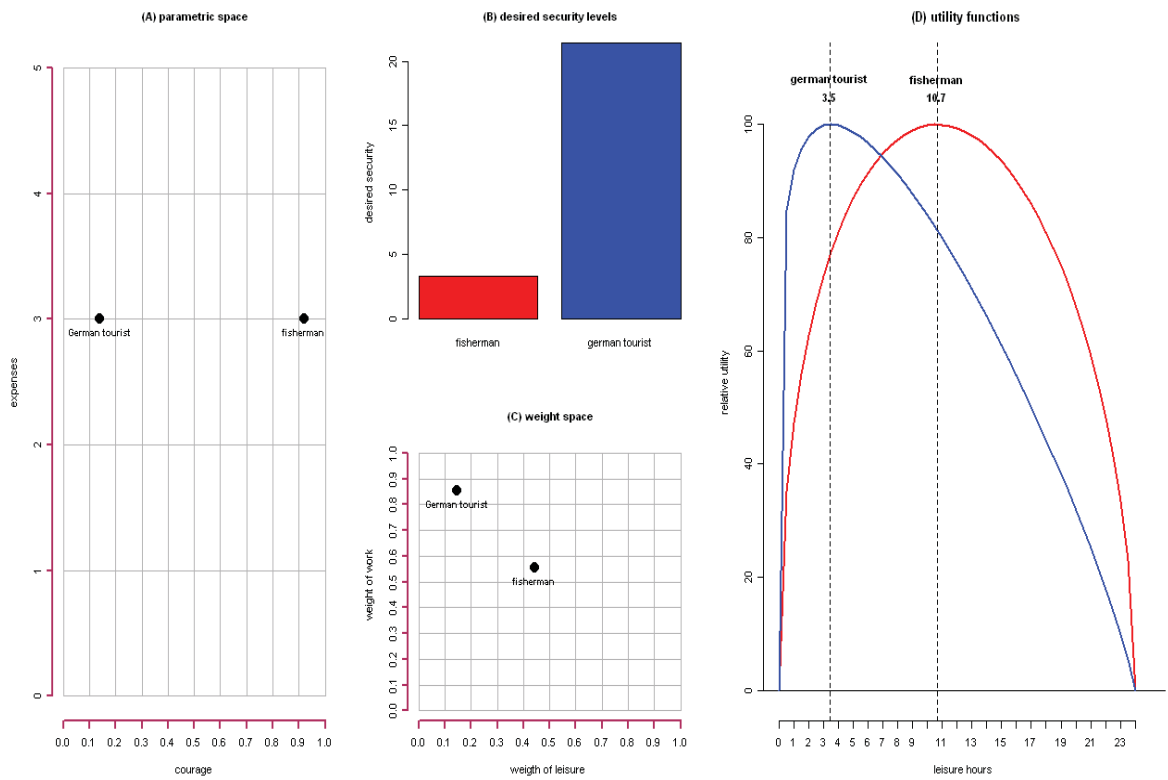 (A) parametric space
5
4
3
2
1
0
expenses
German tourist
fisherman
0.0 0.1 0.2 0.3 0.4 0.5 0.6 0.7 0.8 0.9 1.0
courage
(B) desired security levels
20
15
10
5
0
desired security
fisherman
german tourist
(C) weight space
1.0
0.9
0.8
0.7
0.6
0.5
0.4
0.3
0.2
0.1
0.0
weight of work
German tourist
fisherman
0.0 0.1 0.2 0.3 0.4 0.5 0.6 0.7 0.8 0.9 1.0
weigth of leisure
(D) utility functions
german tourist
3.5
fisherman
10.7
100
80
60
40
20
0
relative utility
0 1 2 3 4 5 6 7 8 9 11 13 15 17 19 21 23
leisure hours